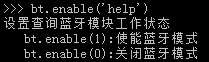 >>> bt.enable('help')
设置查询蓝牙模块工作状态
bt.enable(1):使能蓝牙模式
bt.enable(0):关闭蓝牙模式